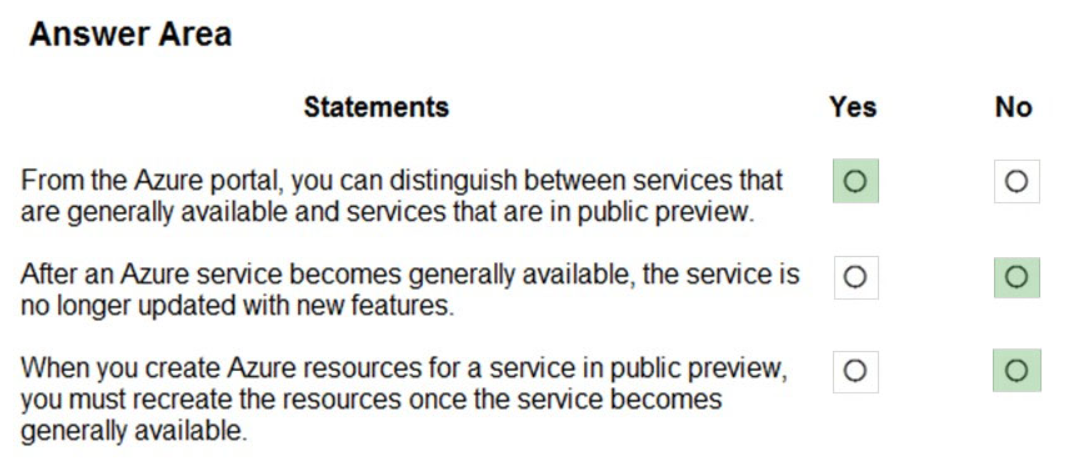 Answer Area
Statements Yes No
From the Azure portal, you can distinguish between services that
are generally available and services that are in public preview.
After an Azure service becomes generally available, the service is
no longer updated with new features.
When you create Azure resources for a service in public preview,
you must recreate the resources once the service becomes
generally available.